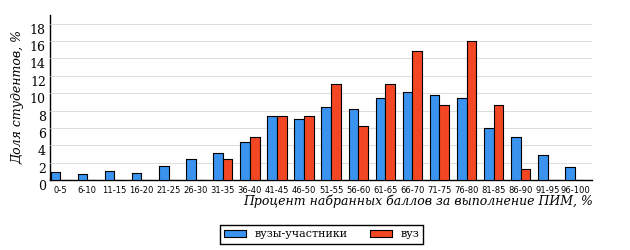 Доля студентов, %
18
16
14
12
10
8
6
4
2
0
0-5 6-10 11-15 16-20 21-25 26-30 31-35 36-40 41-45 46-50 51-55 56-60 61-65 66-70 71-75 76-80 81-85 86-90 91-95 96-100
Процент набранных баллов за выполнение ПИМ, %
вузы-участники вуз